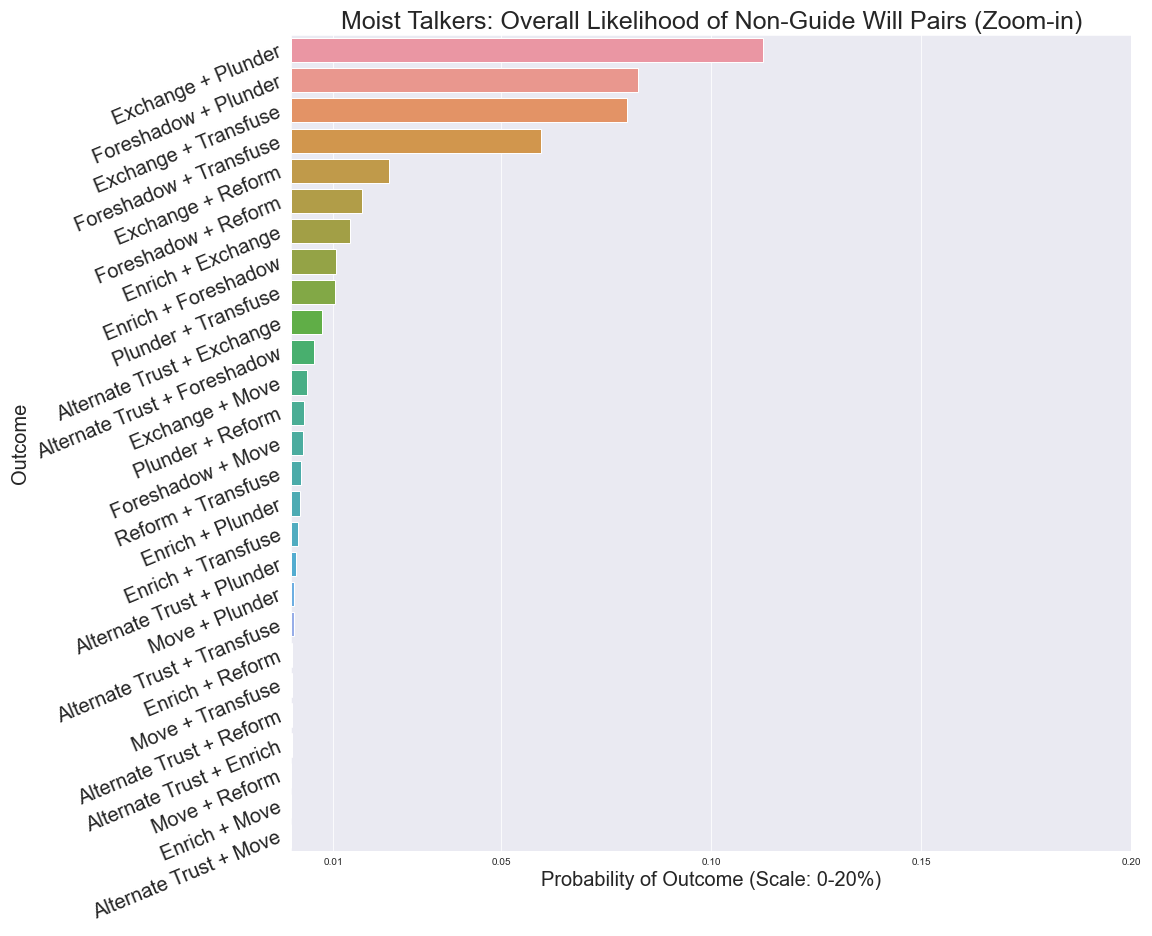 Moist Talkers: Overall Likelihood of Non-Guide Will Pairs (Zoom-in)
Outcome
Exchange + Plunder
Foreshadow + Plunder
Exchange + Transfuse
Foreshadow + Transfuse
Exchange + Reform
Foreshadow + Reform
Enrich + Exchange
Enrich + Foreshadow
Plunder + Transfuse
Alternate Trust + Exchange
Alternate Trust + Foreshadow
Exchange + Move
Plunder + Reform
Foreshadow + Move
Reform + Transfuse
Enrich + Plunder
Enrich + Transfuse
Alternate Trust + Plunder
Move + Plunder
Alternate Trust + Transfuse
Enrich + Reform
Move + Transfuse
Alternate Trust + Reform
Alternate Trust + Enrich
Move + Reform
Enrich + Move
Alternate Trust + Move
0.01 0.05 0.10 0.15 0.20
Probability of Outcome (Scale: 0-20%)